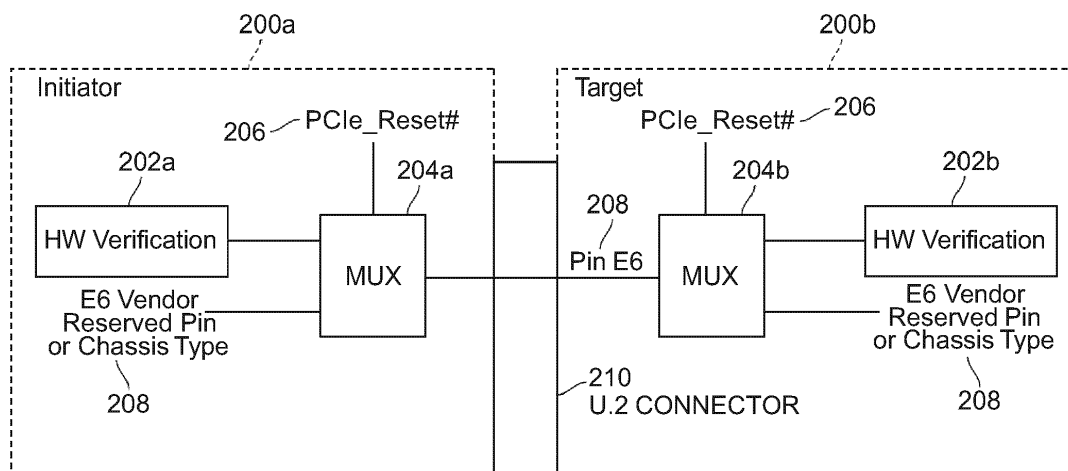 200a
200b
Initiator
Target
206 PCIe_Reset#
PCIe_Reset# 206
202a
204a
204b
202b
HW Verification
MUX
208
Pin E6
MUX
HW Verification
E6 Vendor
Reserved Pin
or Chassis Type
208
E6 Vendor
Reserved Pin
or Chassis Type
208
210
U.2 CONNECTOR